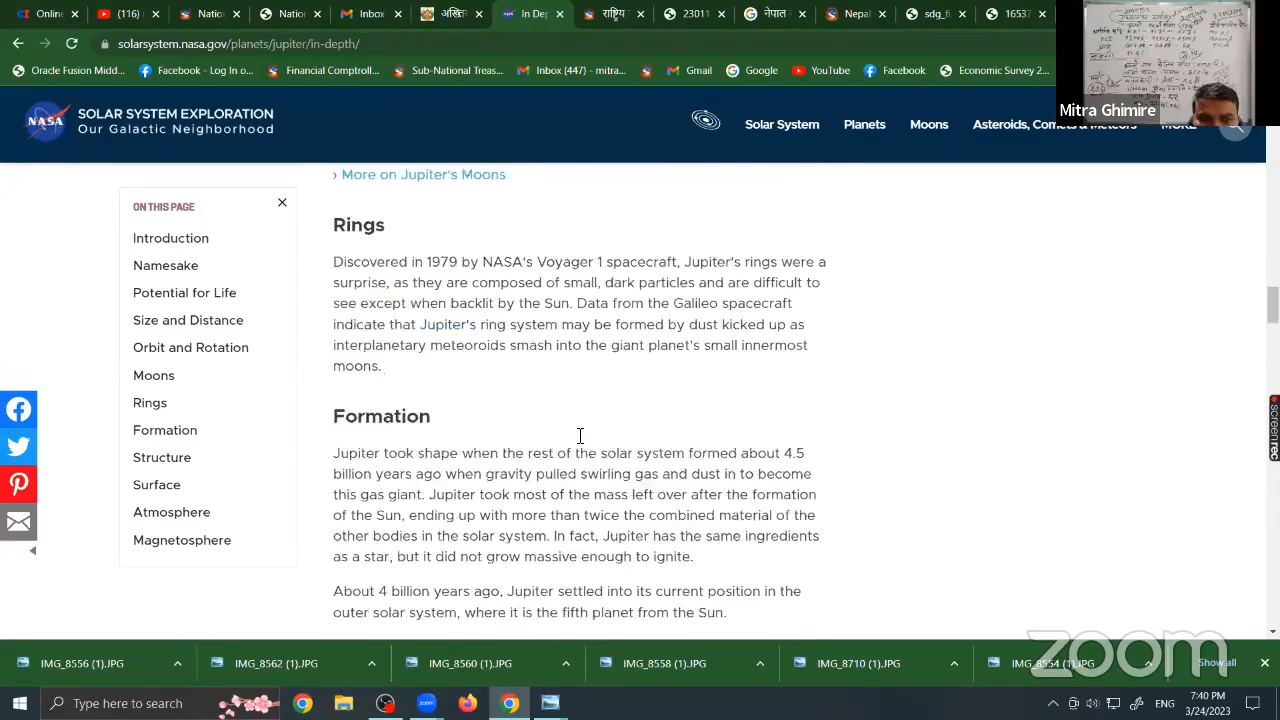 Online
(116)
Nation
Nation
Inbox
In Dep
23011
Nepa
16537
solarsystem.nasa.gov/planets/jupiter/in-depth/
Oracle Fusion Midd...
Facebook - Log In o...
Financial Comptroll...
Sub-National Treas...
Inbox (447) - mitra...
Gmail
Google
YouTube
Facebook
Economic Survey 2...
Mitra Ghimire
NASA
SOLAR SYSTEM EXPLORATION
Our Galactic Neighborhood
Solar System
Planets
Moons
Asteroids, Comets & Meteors
MORE
› More on Jupiter's Moons
ON THIS PAGE
Introduction
Namesake
Potential for Life
Size and Distance
Orbit and Rotation
Moons
Rings
Formation
Structure
Surface
Atmosphere
Magnetosphere
Rings
Discovered in 1979 by NASA's Voyager 1 spacecraft, Jupiter's rings were a
surprise, as they are composed of small, dark particles and are difficult to
see except when backlit by the Sun. Data from the Galileo spacecraft
indicate that Jupiter's ring system may be formed by dust kicked up as
interplanetary meteoroids smash into the giant planet's small innermost
moons.
Formation
Jupiter took shape when the rest of the solar system formed about 4.5
billion years ago when gravity pulled swirling gas and dust in to become
this gas giant. Jupiter took most of the mass left over after the formation
of the Sun, ending up with more than twice the combined material of the
other bodies in the solar system. In fact, Jupiter has the same ingredients
as a star, but it did not grow massive enough to ignite.
About 4 billion years ago, Jupiter settled into its current position in the
outer solar system, where it is the fifth planet from the Sun.
screenrec
zoom
IMG_8556 (1).JPG
IMG_8562 (1).JPG
IMG_8560 (1).JPG
IMG_8558 (1).JPG
IMG_8710 (1).JPG
IMG_8554 (1).JPG
Show all
Type here to search
ENG
7:40 PM
3/24/2023